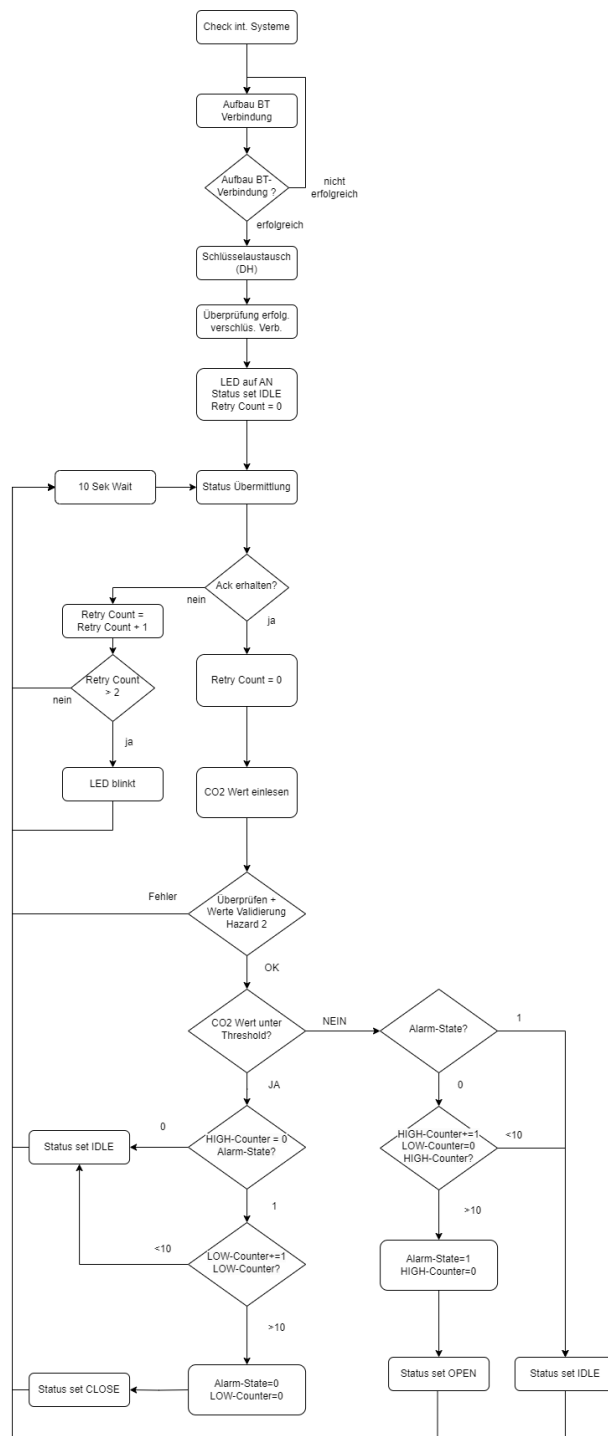 Check int. Systeme
Aufbau BT
Verbindung
Aufbau BT-
Verbindung ?
nicht
erfolgreich
erfolgreich
Schlüsselaustausch
(DH)
Überprüfung erfolg.
verschlüs. Verb.
LED auf AN
Status set IDLE
Retry Count = 0
10 Sek Wait
Status Übermittlung
Ack erhalten?
nein
ja
Retry Count =
Retry Count + 1
Retry Count
> 2
nein
ja
Retry Count = 0
LED blinkt
CO2 Wert einlesen
Fehler
Überprüfen +
Werte Validierung
Hazard 2
OK
CO2 Wert unter
Threshold?
NEIN
Alarm-State?
1
JA
0
0
Status set IDLE
HIGH-Counter = 0
Alarm-State?
HIGH-Counter+=1
LOW-Counter=0
HIGH-Counter?
<10
1
>10
<10
LOW-Counter+=1
LOW-Counter?
Alarm-State=1
HIGH-Counter=0
>10
Status set CLOSE
Alarm-State=0
LOW-Counter=0
Status set OPEN
Status set IDLE